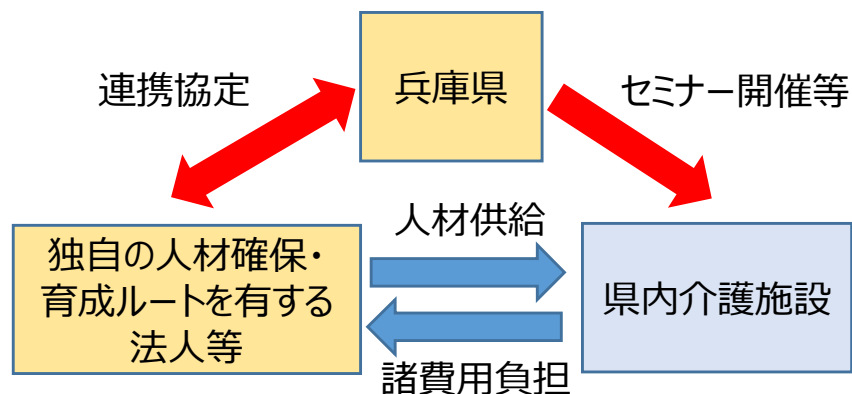 兵庫県
連携協定
セミナー開催等
人材供給
独自の人材確保・
育成ルートを有する
法人等
県内介護施設
諸費用負担